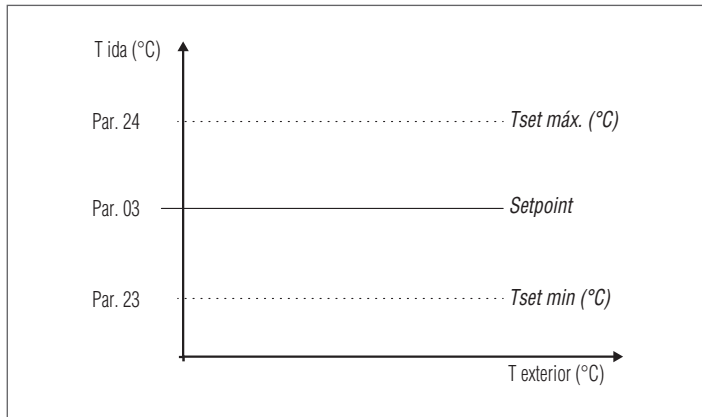 T ida (°C)
Par. 24
Tset máx. (°C)
Par. 03
Setpoint
Par. 23
Tset min (°C)
T exterior (°C)